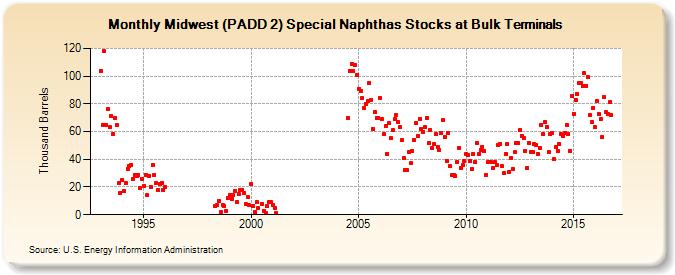 Monthly Midwest (PADD 2) Special Naphthas Stocks at Bulk Terminals
Thousand Barrels
120
100
80
60
40
20
0
1995 2000 2005 2010 2015
Source: U.S. Energy Information Administration